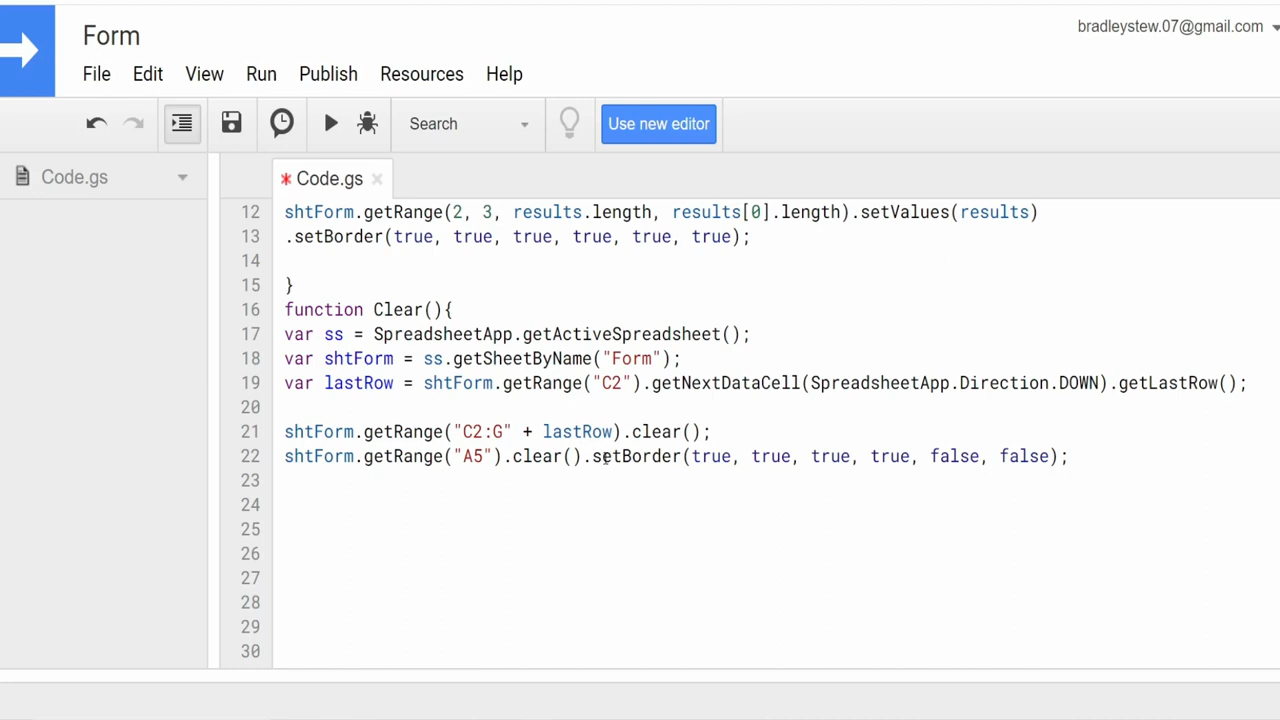 Form
bradleystew.07@gmail.com
File Edit View Run Publish Resources Help
Search
Use new editor
Code.gs
* Code.gs ×
12 shtForm.getRange(2, 3, results.length, results[0].length).setValues(results)
13 .setBorder(true, true, true, true, true, true);
14
15 }
16 function Clear(){
17 var ss = SpreadsheetApp.getActiveSpreadsheet();
18 var shtForm = ss.getSheetByName("Form");
19 var lastRow = shtForm.getRange("C2").getNextDataCell(SpreadsheetApp.Direction.DOWN).getLastRow();
20
21 shtForm.getRange("C2:G" + lastRow).clear();
22 shtForm.getRange("A5").clear().setBorder(true, true, true, true, false, false);
23
24
25
26
27
28
29
30